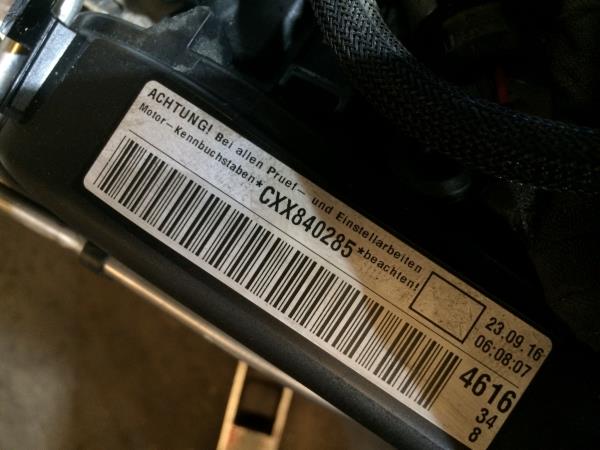 ACHTUNG! Bei allen Pruef- und Einstellarbeiten
Motor-Kennbuchstaben*CXX840285*beachten!
23.09.16
06:08:07
4616
34
8